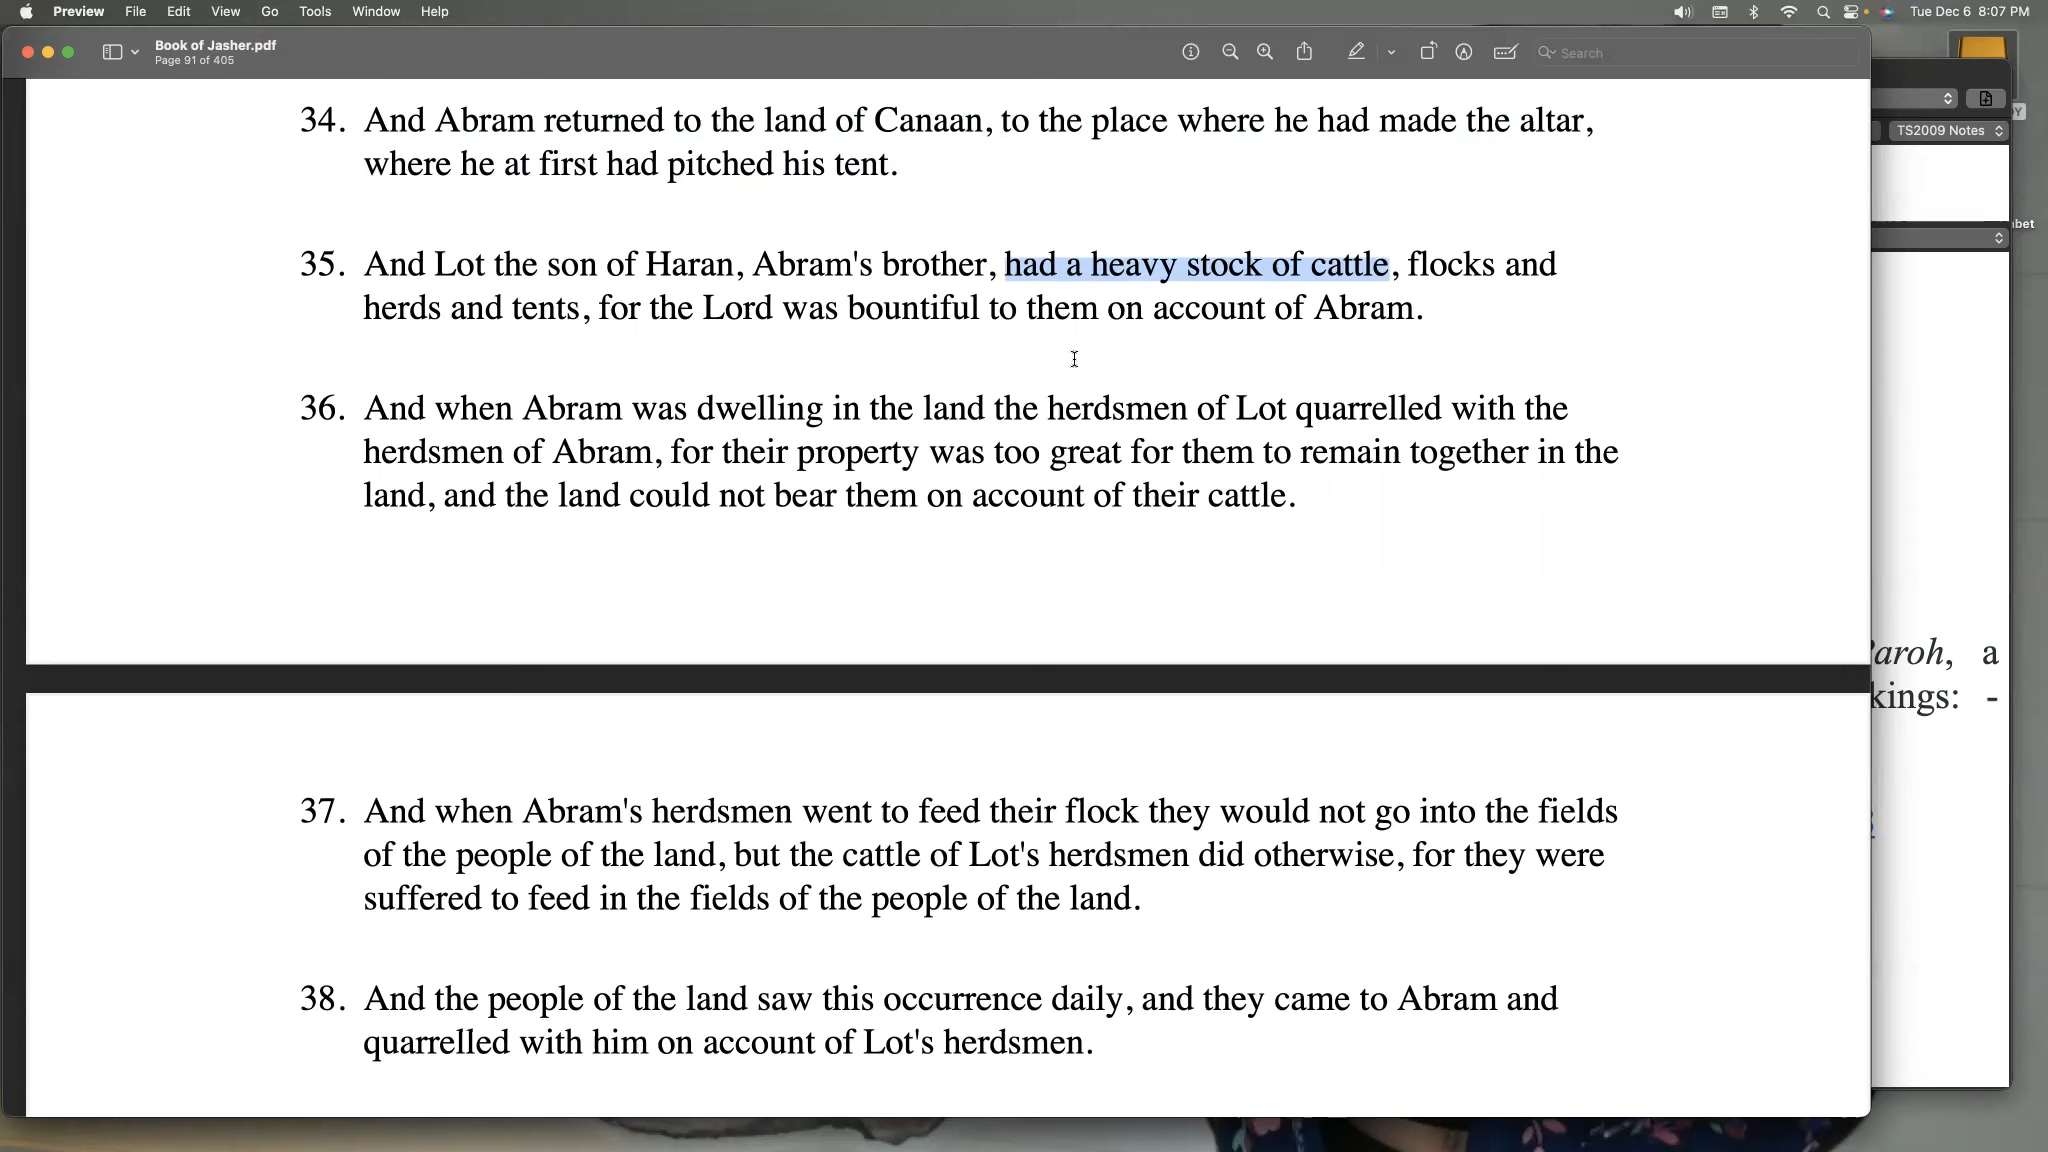 Preview File Edit View Go Tools Window Help
Tue Dec 6 8:07 PM
Book of Jasher.pdf
Page 91 of 405
Search
TS2009 Notes
34. And Abram returned to the land of Canaan, to the place where he had made the altar,
where he at first had pitched his tent.
35. And Lot the son of Haran, Abram's brother, had a heavy stock of cattle, flocks and
herds and tents, for the Lord was bountiful to them on account of Abram.
36. And when Abram was dwelling in the land the herdsmen of Lot quarrelled with the
herdsmen of Abram, for their property was too great for them to remain together in the
land, and the land could not bear them on account of their cattle.
aroh, a
kings: -
37. And when Abram's herdsmen went to feed their flock they would not go into the fields
of the people of the land, but the cattle of Lot's herdsmen did otherwise, for they were
suffered to feed in the fields of the people of the land.
38. And the people of the land saw this occurrence daily, and they came to Abram and
quarrelled with him on account of Lot's herdsmen.